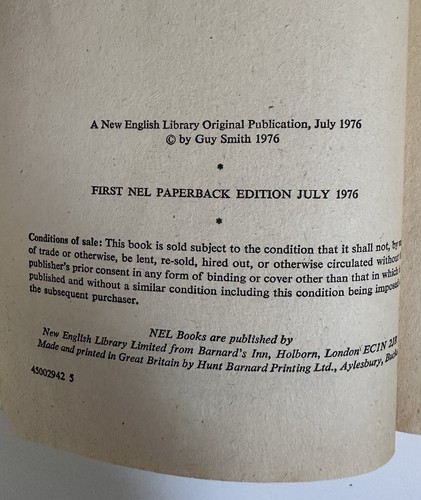 A New English Library Original Publication, July 1976
© by Guy Smith 1976
*
FIRST NEL PAPERBACK EDITION JULY 1976
*
Conditions of sale: This book is sold subject to the condition that it shall not, by
of trade or otherwise, be lent, re-sold, hired out, or otherwise circulated without
publisher's prior consent in any form of binding or cover other than that in which
published and without a similar condition including this condition being imposed
the subsequent purchaser.
NEL Books are published by
New English Library Limited from Barnard's Inn, Holborn, London EC1N 2JR
Made and printed in Great Britain by Hunt Barnard Printing Ltd., Aylesbury,
45002942 5